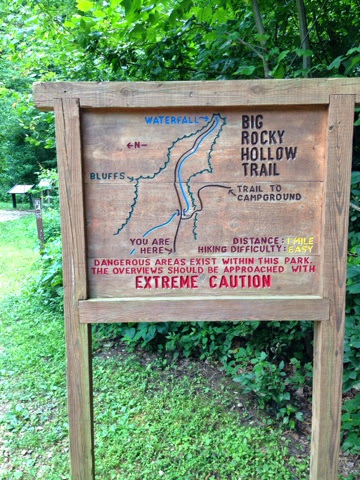 WATERFALL→
BIG
ROCKY
HOLLOW
TRAIL
←N-
BLUFFS
TRAIL TO
CAMPGROUND
YOU ARE
HERE
DISTANCE: 1 MILE
HIKING DIFFICULTY: EASY
DANGEROUS AREAS EXIST WITHIN THIS PARK.
THE OVERVIEWS SHOULD BE APPROACHED WITH
EXTREME CAUTION